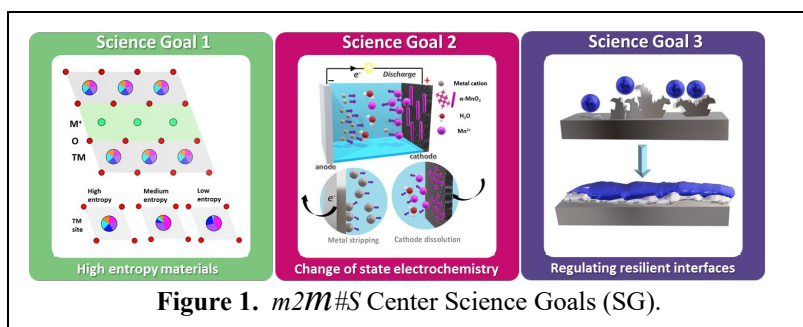 Science Goal 1
M⁺
O
TM
High entropy
Medium entropy
Low entropy
TM site
High entropy materials
Science Goal 2
e⁻
Discharge
−
+
Metal cation
α-MnO₂
H₂O
Mn²⁺
anode
cathode
e⁻
Metal stripping
Cathode dissolution
Change of state electrochemistry
Science Goal 3
Regulating resilient interfaces
Figure 1. m2m#S Center Science Goals (SG).